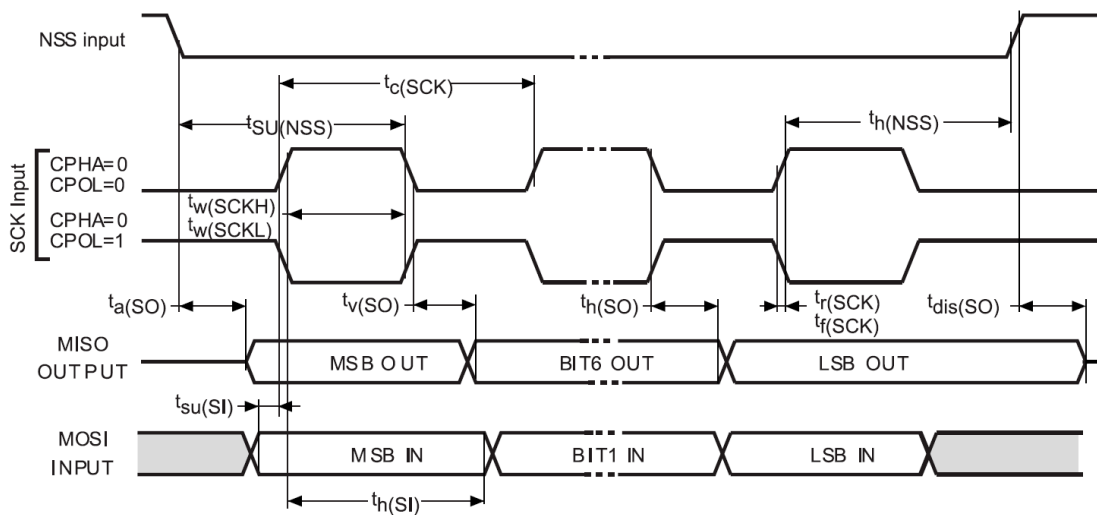 NSS input
tc(SCK)
tSU(NSS)
th(NSS)
SCK Input
CPHA=0
CPOL=0
CPHA=0
CPOL=1
tw(SCKH)
tw(SCKL)
ta(SO)
tv(SO)
th(SO)
tr(SCK)
tf(SCK)
tdis(SO)
MISO
OUTPUT
MSB OUT
BIT6 OUT
LSB OUT
tsu(SI)
MOSI
INPUT
MSB IN
BIT1 IN
LSB IN
th(SI)